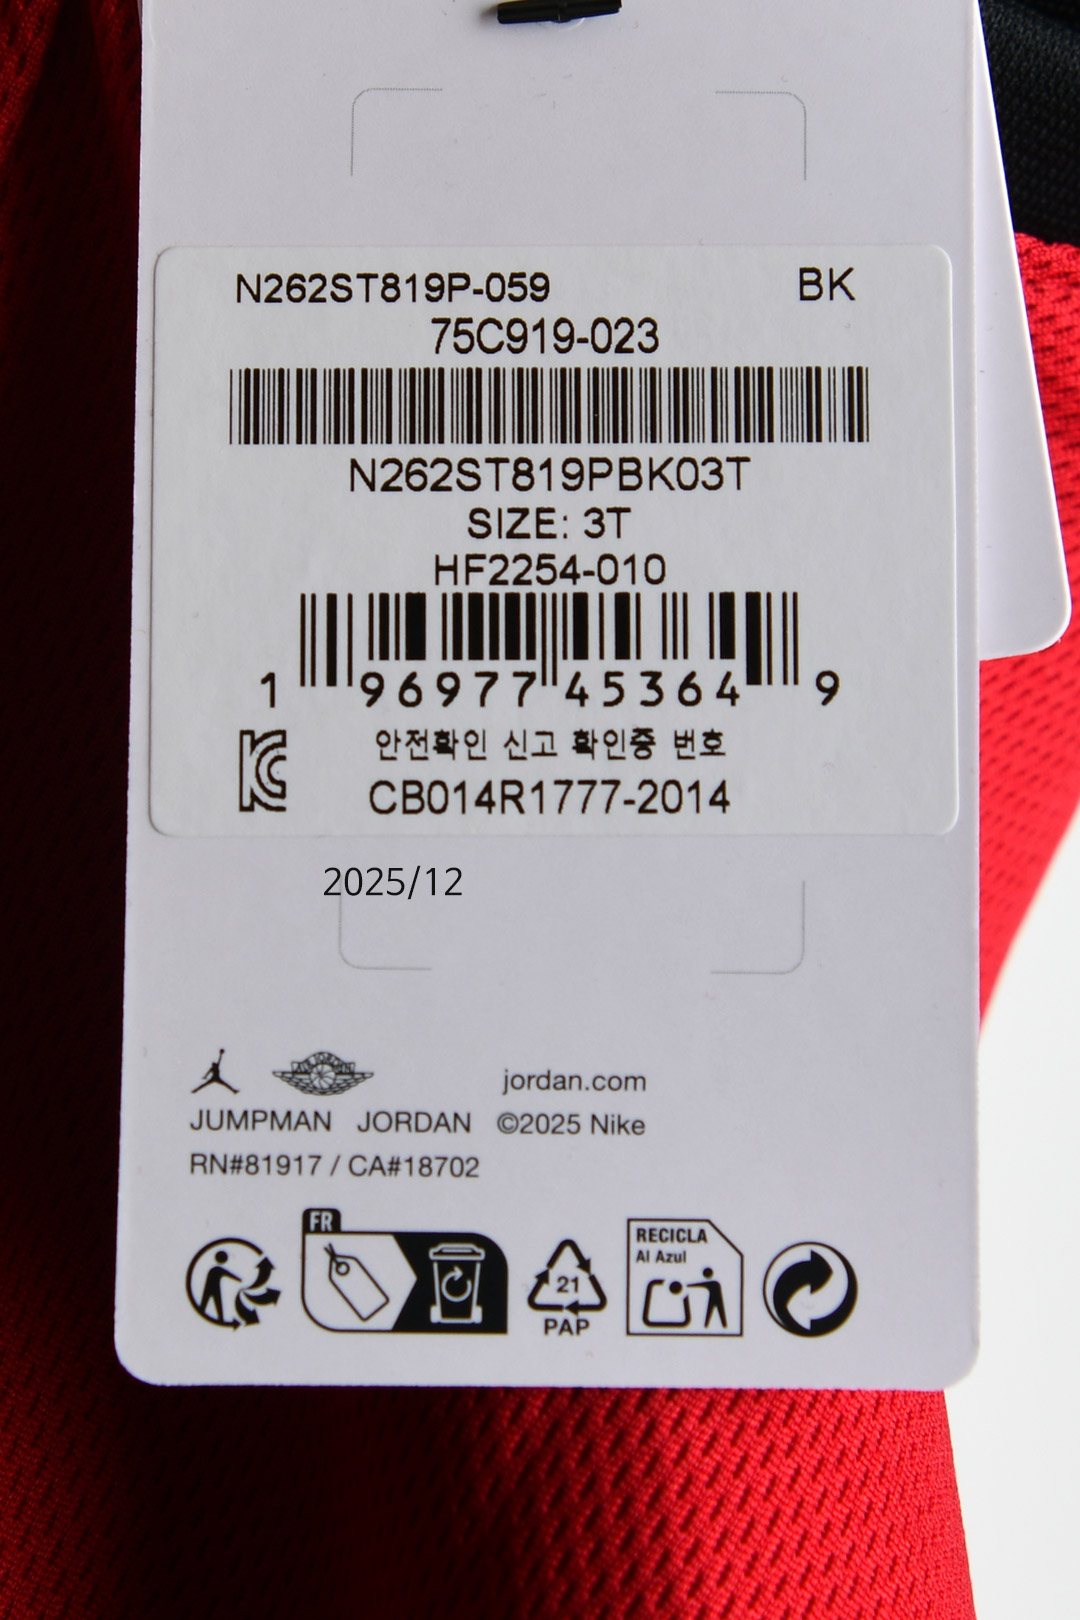 N262ST819P-059 BK
75C919-023
N262ST819PBK03T
SIZE: 3T
HF2254-010
1 96977 45364 9
안전확인 신고 확인증 번호
CB014R1777-2014
2025/12
AIR JORDAN
jordan.com
JUMPMAN JORDAN ©2025 Nike
RN#81917 / CA#18702
FR
RECICLA
Al Azul
21
PAP